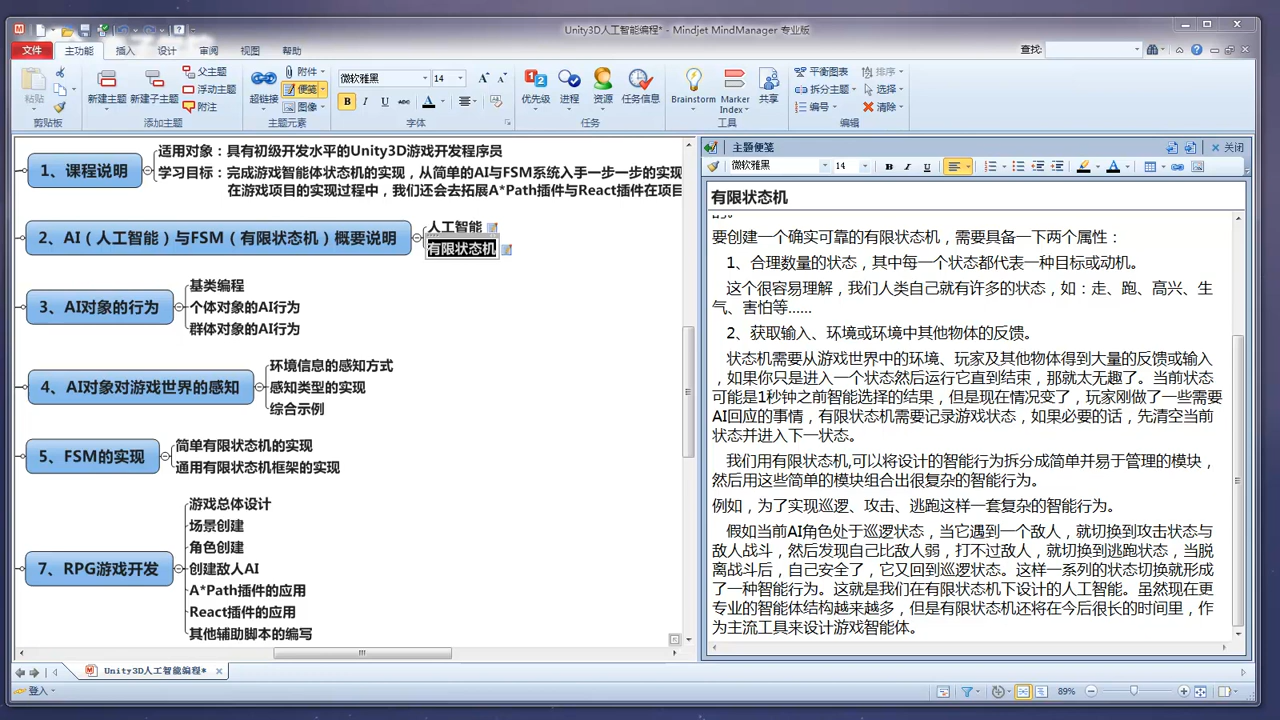 Unity3D人工智能编程* - Mindjet MindManager 专业版
文件 主功能 插入 设计 审阅 视图 帮助 查找:
粘贴 新建主题 新建子主题 父主题 浮动主题 附注 超链接 附件 便笺 图像 微软雅黑 14 优先级 进程 资源 任务信息 Brainstorm Marker Index 共享 平衡图表 拆分主题 编号 排序 选择 清除
剪贴板 添加主题 主题元素 字体 任务 工具 编辑
1、课程说明
适用对象：具有初级开发水平的Unity3D游戏开发程序员
学习目标：完成游戏智能体状态机的实现，从简单的AI与FSM系统入手一步一步的实现
在游戏项目的实现过程中，我们还会去拓展A*Path插件与React插件在项目
2、AI（人工智能）与FSM（有限状态机）概要说明
人工智能
有限状态机
3、AI对象的行为
基类编程
个体对象的AI行为
群体对象的AI行为
4、AI对象对游戏世界的感知
环境信息的感知方式
感知类型的实现
综合示例
5、FSM的实现
简单有限状态机的实现
通用有限状态机框架的实现
7、RPG游戏开发
游戏总体设计
场景创建
角色创建
创建敌人AI
A*Path插件的应用
React插件的应用
其他辅助脚本的编写
主题便笺 关闭
微软雅黑 14 B I U
有限状态机
要创建一个确实可靠的有限状态机，需要具备一下两个属性：
1、合理数量的状态，其中每一个状态都代表一种目标或动机。
这个很容易理解，我们人类自己就有许多的状态，如：走、跑、高兴、生
气、害怕等......
2、获取输入、环境或环境中其他物体的反馈。
状态机需要从游戏世界中的环境、玩家及其他物体得到大量的反馈或输入
，如果你只是进入一个状态然后运行它直到结束，那就太无趣了。当前状态
可能是1秒钟之前智能选择的结果，但是现在情况变了，玩家刚做了一些需要
AI回应的事情，有限状态机需要记录游戏状态，如果必要的话，先清空当前
状态并进入下一状态。
我们用有限状态机,可以将设计的智能行为拆分成简单并易于管理的模块，
然后用这些简单的模块组合出很复杂的智能行为。
例如，为了实现巡逻、攻击、逃跑这样一套复杂的智能行为。
假如当前AI角色处于巡逻状态，当它遇到一个敌人，就切换到攻击状态与
敌人战斗，然后发现自己比敌人弱，打不过敌人，就切换到逃跑状态，当脱
离战斗后，自己安全了，它又回到巡逻状态。这样一系列的状态切换就形成
了一种智能行为。这就是我们在有限状态机下设计的人工智能。虽然现在更
专业的智能体结构越来越多，但是有限状态机还将在今后很长的时间里，作
为主流工具来设计游戏智能体。
Unity3D人工智能编程*
登入 89%